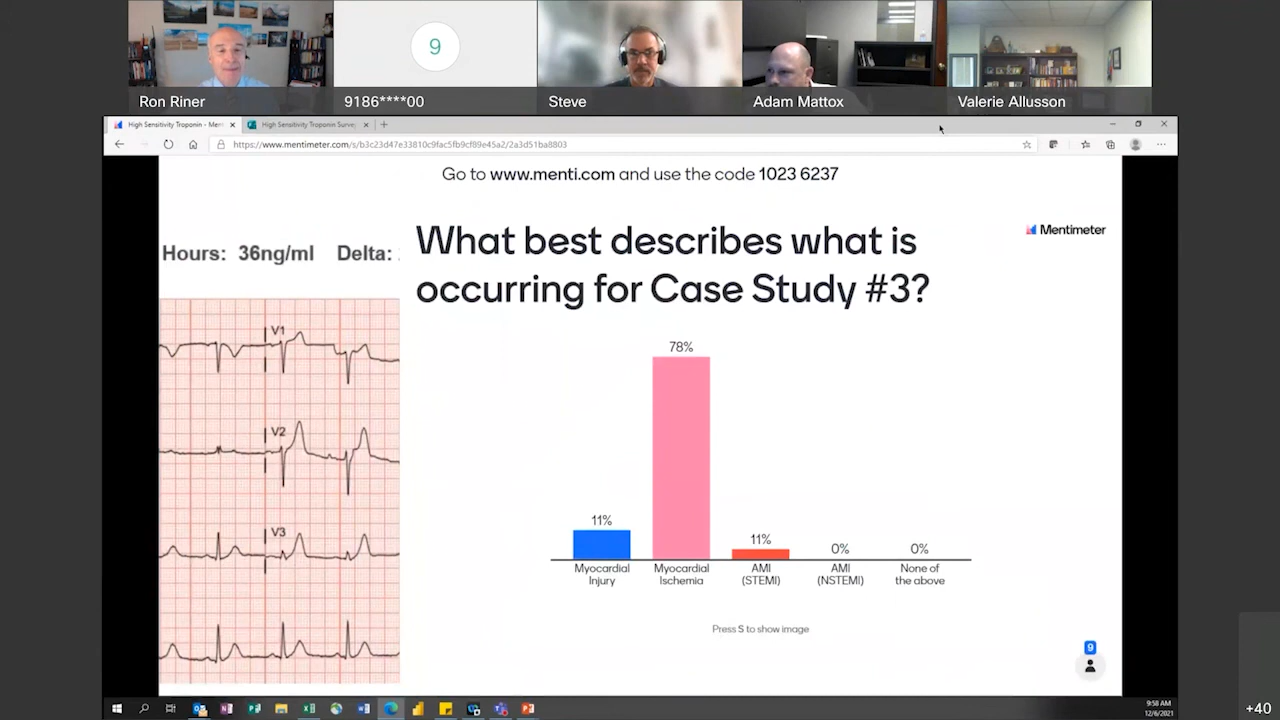 9
Ron Riner
9186****00
Steve
Adam Mattox
Valerie Allusson
High Sensitivity Troponin - Men
High Sensitivity Troponin Surve
https://www.mentimeter.com/s/b3c23d47e33810c9fac5fb9cf89e45a2/2a3d51ba8803
Go to www.menti.com and use the code 1023 6237
Hours: 36ng/ml Delta:
What best describes what is
occurring for Case Study #3?
Mentimeter
V1
V2
V3
78%
11%
11%
0%
0%
Myocardial
Injury
Myocardial
Ischemia
AMI
(STEMI)
AMI
(NSTEMI)
None of
the above
Press S to show image
9
9:58 AM
12/6/2021
+40